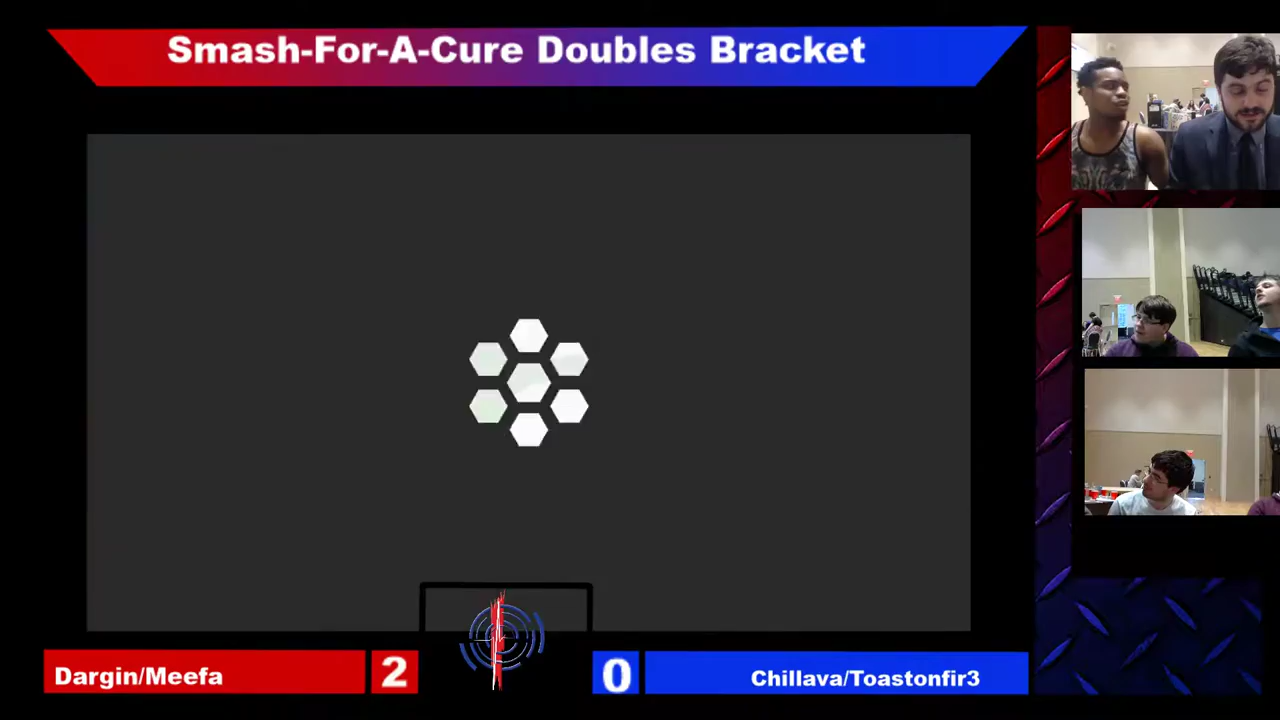 Smash-For-A-Cure Doubles Bracket
Dargin/Meefa
2
0
Chillava/Toastonfir3